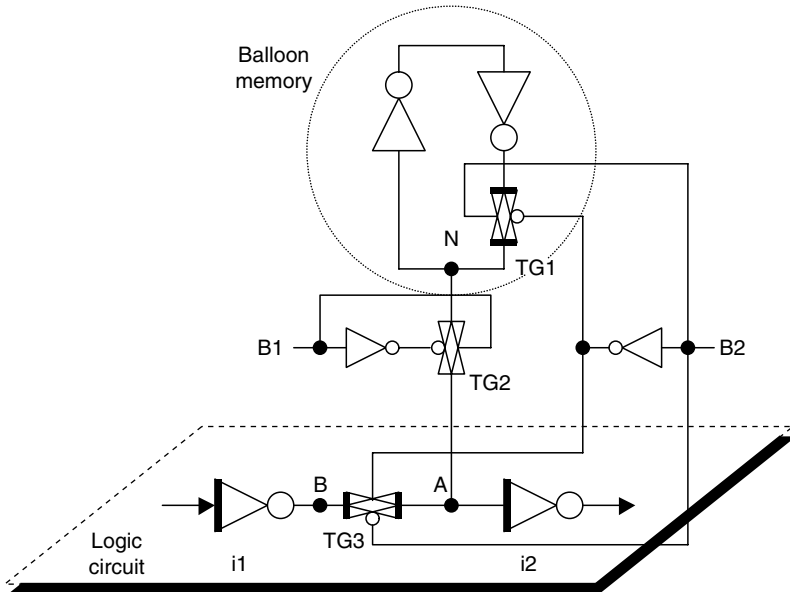 Balloon
memory
N
TG1
B1
B2
TG2
B
A
TG3
Logic
circuit
i1
i2